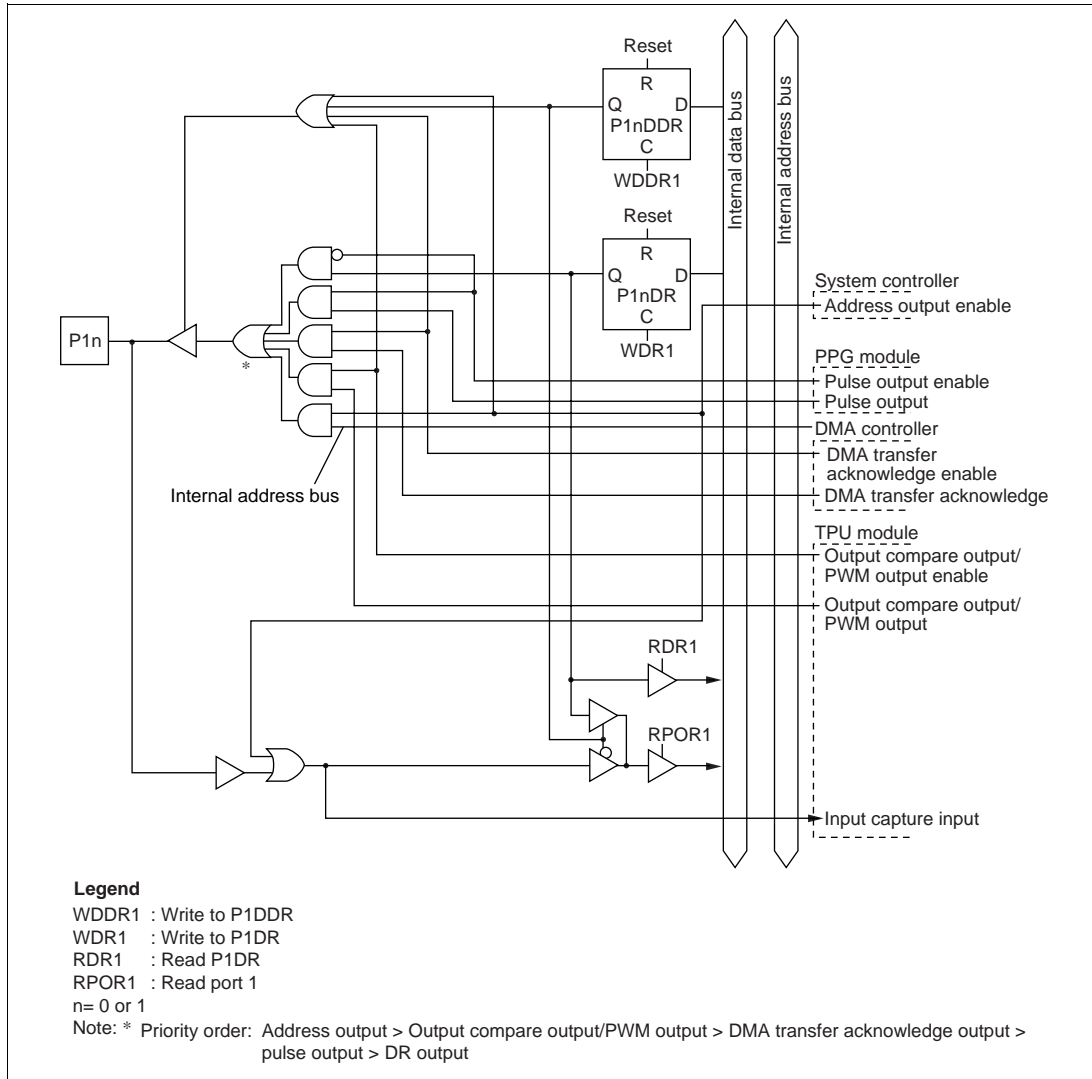 Reset
R
Q D
P1nDDR
C
WDDR1
Reset
R
Q D
P1nDR
C
WDR1
Internal data bus
Internal address bus
System controller
Address output enable
PPG module
Pulse output enable
Pulse output
DMA controller
DMA transfer
acknowledge enable
DMA transfer acknowledge
TPU module
Output compare output/
PWM output enable
Output compare output/
PWM output
P1n
*
Internal address bus
RDR1
RPOR1
Input capture input
Legend
WDDR1 : Write to P1DDR
WDR1 : Write to P1DR
RDR1 : Read P1DR
RPOR1 : Read port 1
n= 0 or 1
Note: * Priority order: Address output > Output compare output/PWM output > DMA transfer acknowledge output >
pulse output > DR output